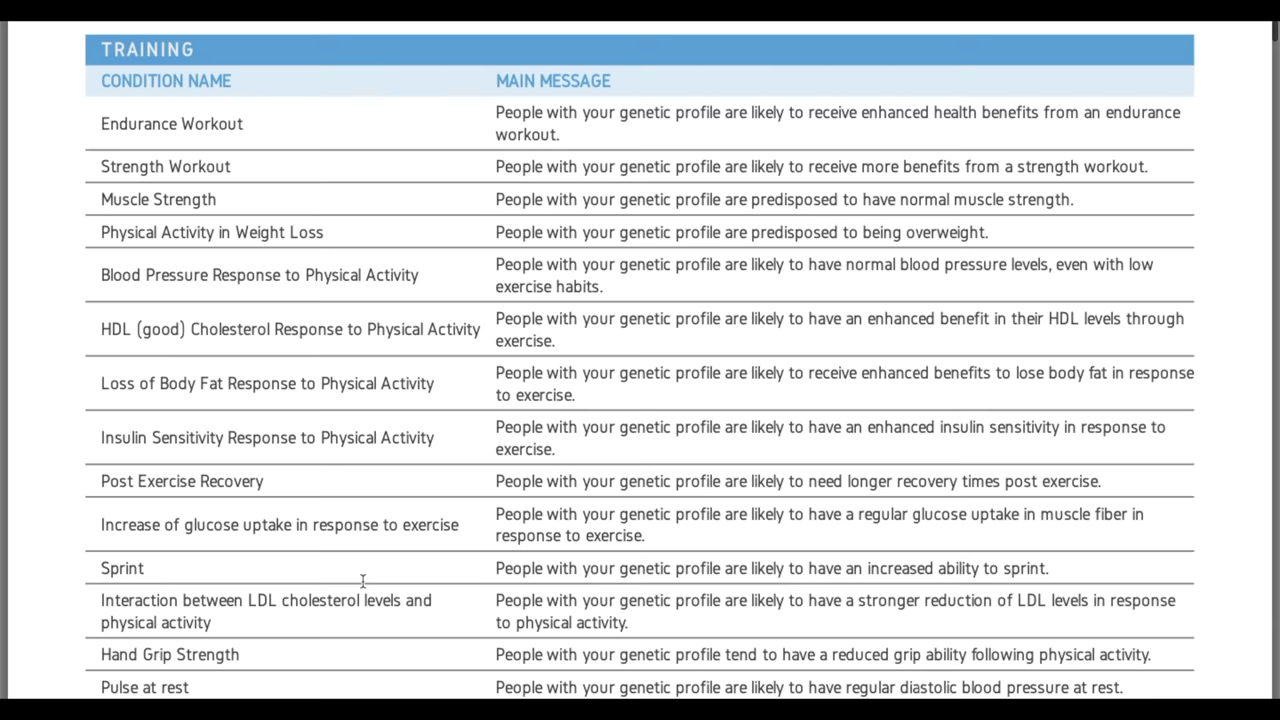 TRAINING
CONDITION NAME MAIN MESSAGE
Endurance Workout People with your genetic profile are likely to receive enhanced health benefits from an endurance
workout.
Strength Workout People with your genetic profile are likely to receive more benefits from a strength workout.
Muscle Strength People with your genetic profile are predisposed to have normal muscle strength.
Physical Activity in Weight Loss People with your genetic profile are predisposed to being overweight.
Blood Pressure Response to Physical Activity People with your genetic profile are likely to have normal blood pressure levels, even with low
exercise habits.
HDL (good) Cholesterol Response to Physical Activity People with your genetic profile are likely to have an enhanced benefit in their HDL levels through
exercise.
Loss of Body Fat Response to Physical Activity People with your genetic profile are likely to receive enhanced benefits to lose body fat in response
to exercise.
Insulin Sensitivity Response to Physical Activity People with your genetic profile are likely to have an enhanced insulin sensitivity in response to
exercise.
Post Exercise Recovery People with your genetic profile are likely to need longer recovery times post exercise.
Increase of glucose uptake in response to exercise People with your genetic profile are likely to have a regular glucose uptake in muscle fiber in
response to exercise.
Sprint People with your genetic profile are likely to have an increased ability to sprint.
Interaction between LDL cholesterol levels and People with your genetic profile are likely to have a stronger reduction of LDL levels in response
physical activity to physical activity.
Hand Grip Strength People with your genetic profile tend to have a reduced grip ability following physical activity.
Pulse at rest People with your genetic profile are likely to have regular diastolic blood pressure at rest.